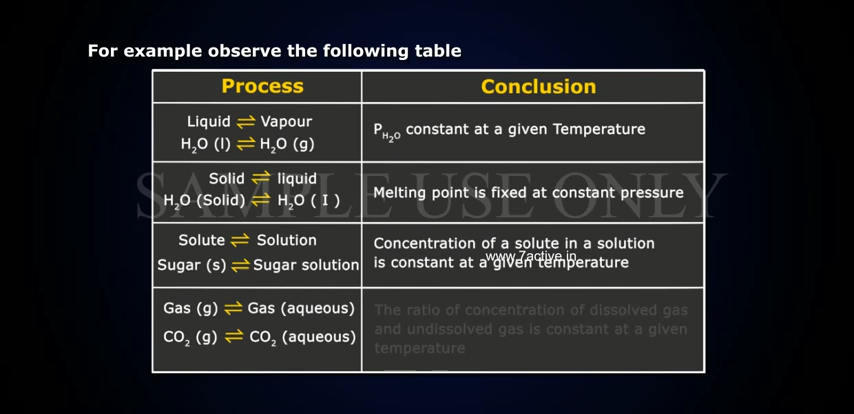 For example observe the following table
Process
Conclusion
Liquid ⇌ Vapour
H₂O (l) ⇌ H₂O (g)
P_H₂O constant at a given Temperature
Solid ⇌ liquid
H₂O (Solid) ⇌ H₂O ( I )
Melting point is fixed at constant pressure
SAMPLE USE ONLY
Solute ⇌ Solution
Sugar (s) ⇌ Sugar solution
Concentration of a solute in a solution
is constant at a given temperature
www.7active.in
Gas (g) ⇌ Gas (aqueous)
CO₂ (g) ⇌ CO₂ (aqueous)
The ratio of concentration of dissolved gas
and undissolved gas is constant at a given
temperature